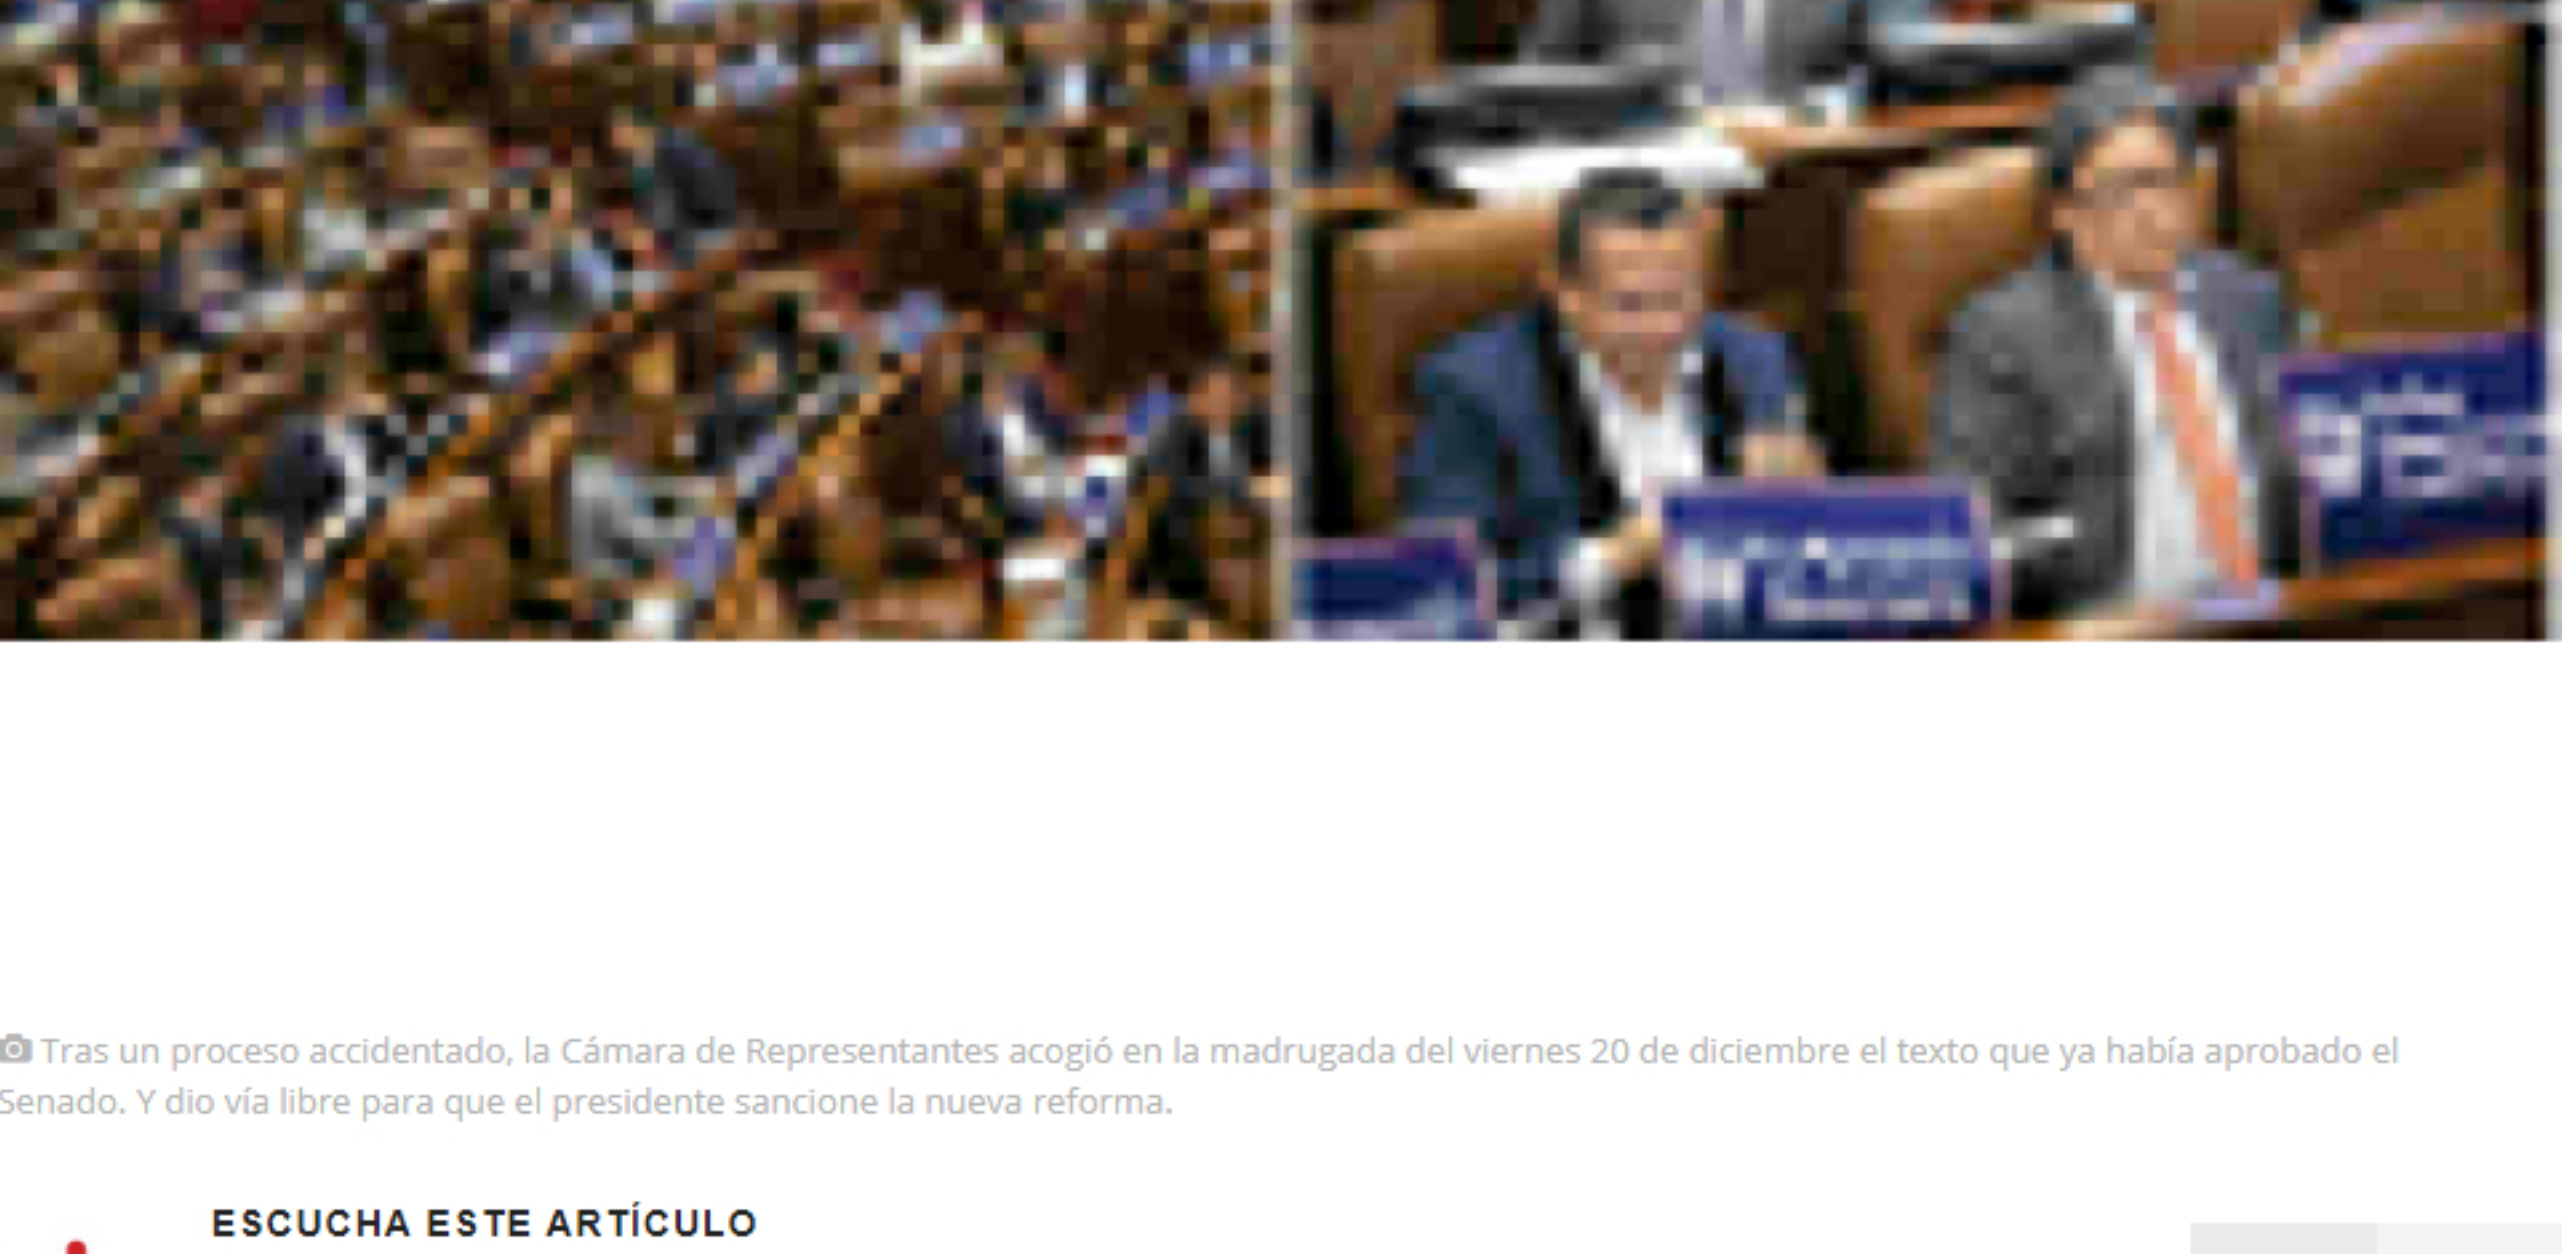 Tras un proceso accidentado, la Cámara de Representantes acogió en la madrugada del viernes 20 de diciembre el texto que ya había aprobado el
Senado. Y dio vía libre para que el presidente sancione la nueva reforma.
ESCUCHA ESTE ARTÍCULO